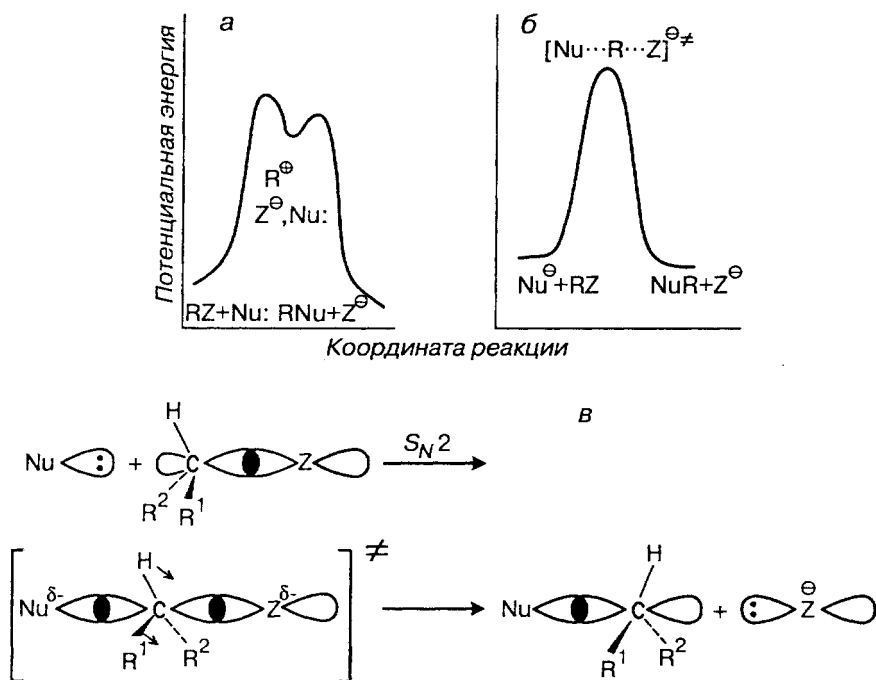 а
б
[Nu···R···Z]⊖≠
Потенциальная энергия
R⊕
Z⊖,Nu:
RZ+Nu: RNu+Z⊖
Nu⊖+RZ NuR+Z⊖
Координата реакции
в
H
Nu : + C Z SN2
R2 R1
H ≠
Nuδ- C Zδ-
R1 R2
H
Nu C + : Z⊖
R1 R2